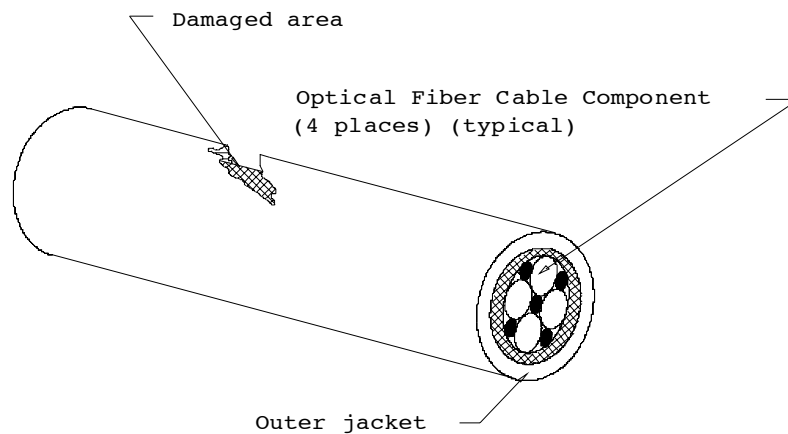 Damaged area
Optical Fiber Cable Component
(4 places) (typical)
Outer jacket